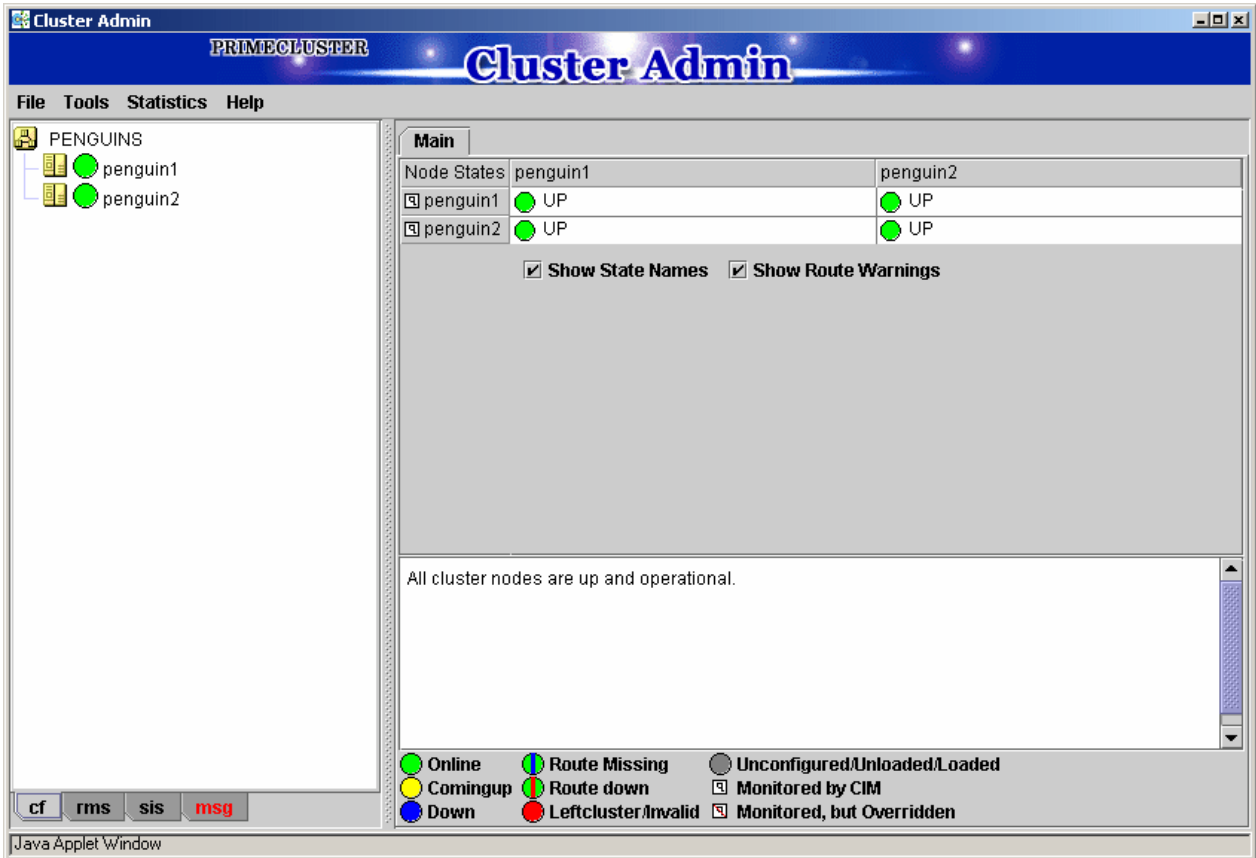 Cluster Admin
PRIMECLUSTER
Cluster Admin
File Tools Statistics Help
PENGUINS
penguin1
penguin2
cf rms sis msg
Main
Node States penguin1 penguin2
penguin1 UP UP
penguin2 UP UP
Show State Names Show Route Warnings
All cluster nodes are up and operational.
Online Route Missing Unconfigured/Unloaded/Loaded
Comingup Route down Monitored by CIM
Down Leftcluster/Invalid Monitored, but Overridden
Java Applet Window